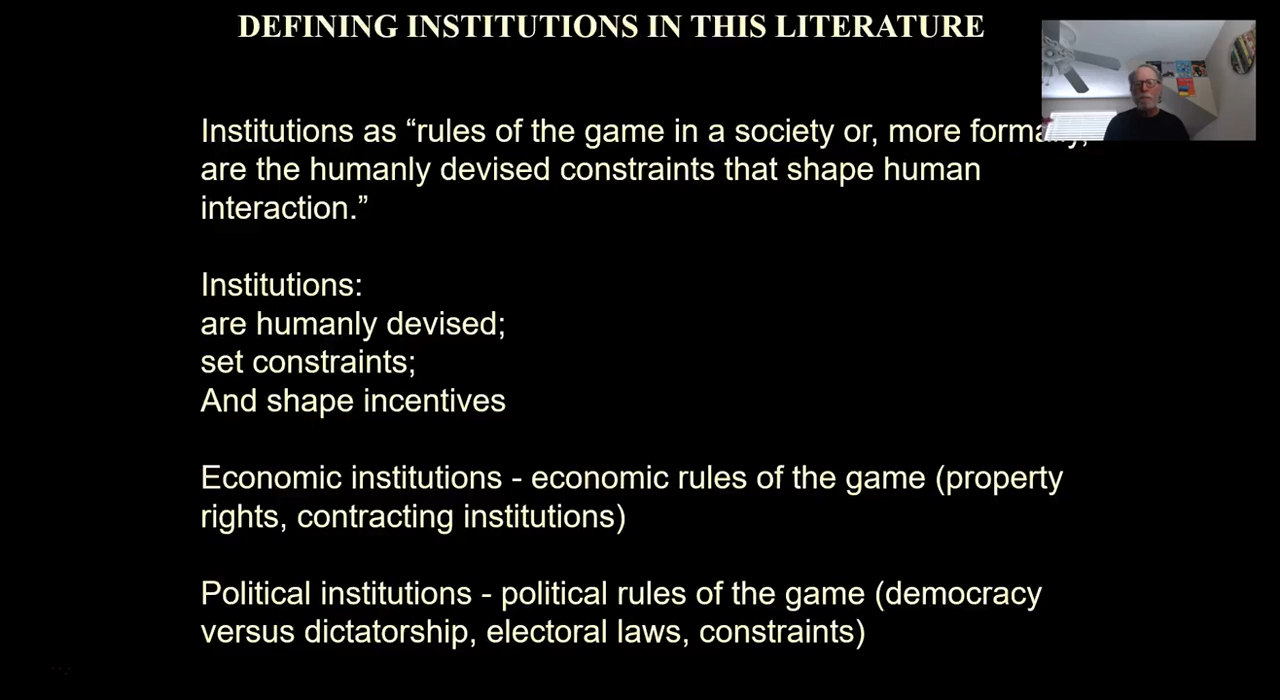 DEFINING INSTITUTIONS IN THIS LITERATURE
Institutions as “rules of the game in a society or, more
are the humanly devised constraints that shape human
interaction.”
Institutions:
are humanly devised;
set constraints;
And shape incentives
Economic institutions - economic rules of the game (property
rights, contracting institutions)
Political institutions - political rules of the game (democracy
versus dictatorship, electoral laws, constraints)